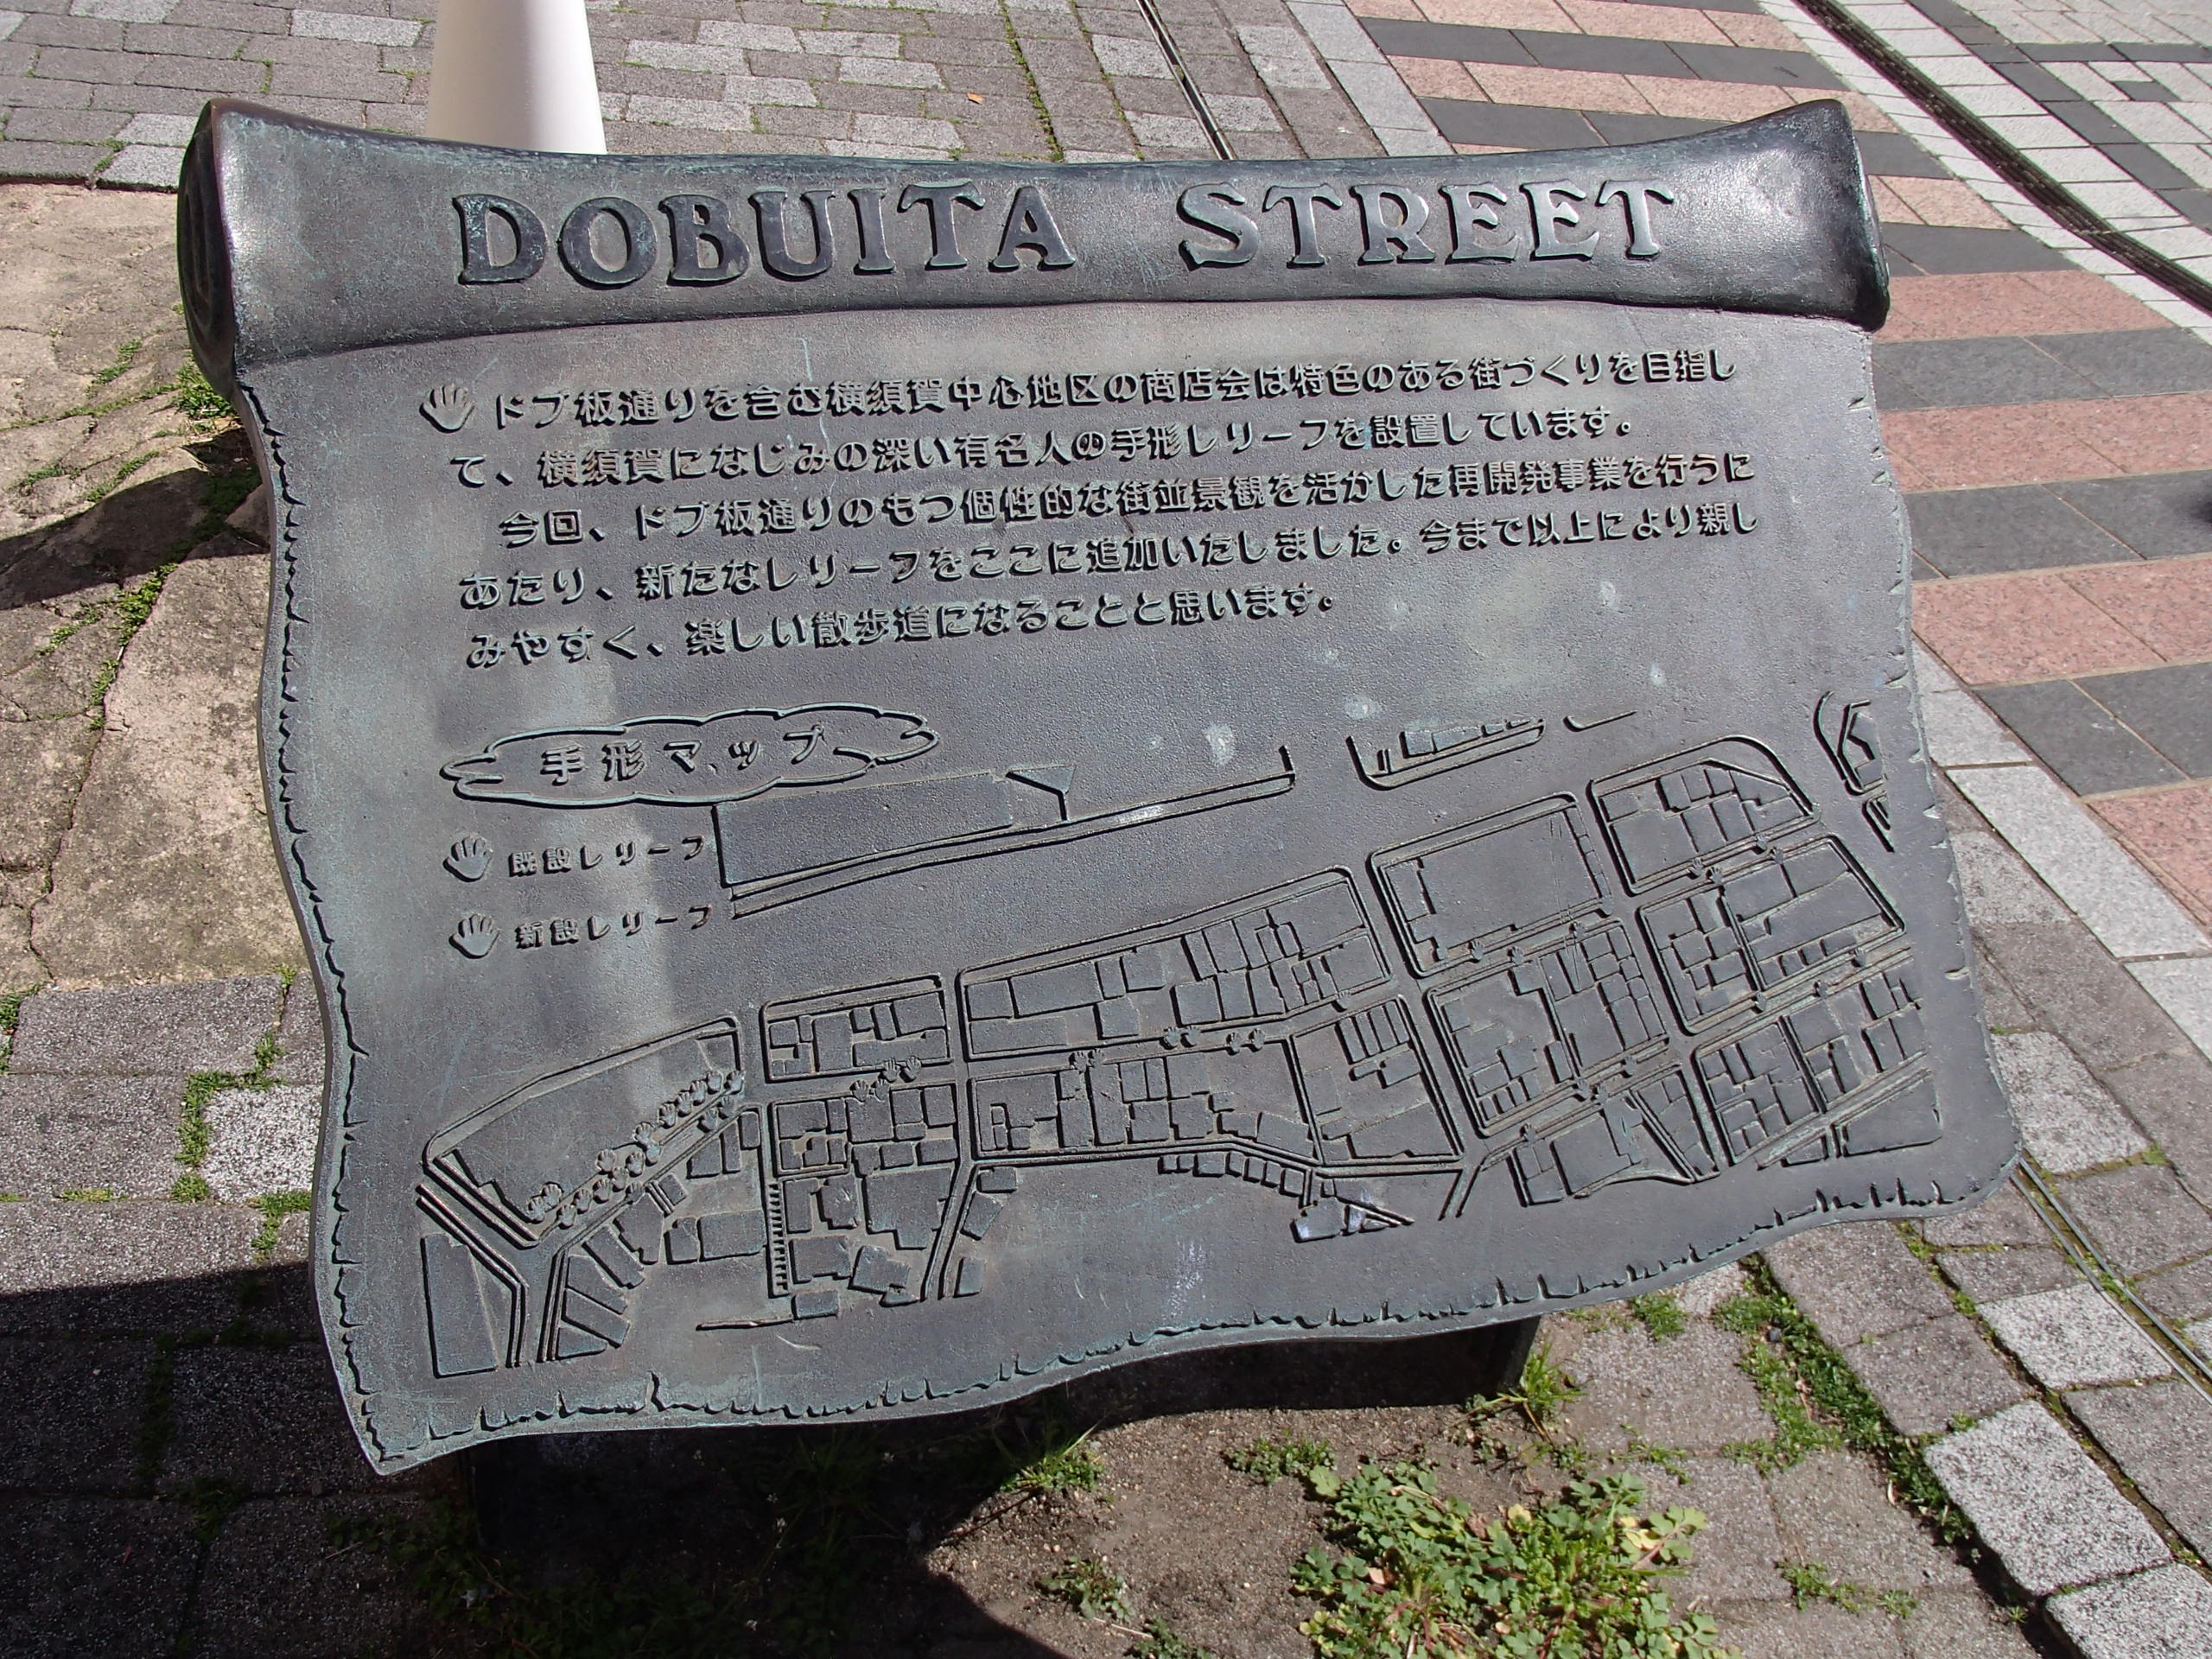 DOBUITA STREET
ドブ板通りを含む横須賀中心地区の商店会は特色のある街づくりを目指し
て、横須賀になじみの深い有名人の手形レリーフを設置しています。
今回、ドブ板通りのもつ個性的な街並景観を活かした再開発事業を行うに
あたり、新たなレリーフをここに追加いたしました。今まで以上により親し
みやすく、楽しい散歩道になることと思います。
手形マップ
既設レリーフ
新設レリーフ